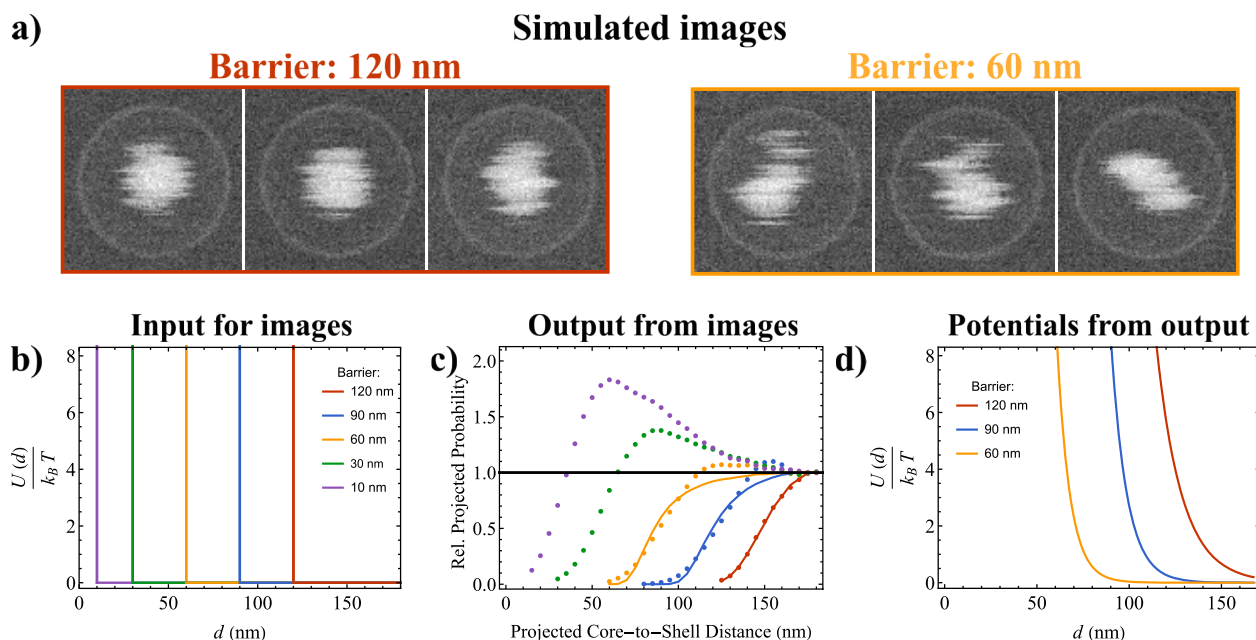 a)
Simulated images
Barrier: 120 nm
Barrier: 60 nm
b)
Input for images
8
6
4
2
0
U (d)
k_B T
Barrier:
120 nm
90 nm
60 nm
30 nm
10 nm
0
50
100
150
d (nm)
c)
Output from images
2.0
1.5
1.0
0.5
0.0
Rel. Projected Probability
0
50
100
150
Projected Core−to−Shell Distance (nm)
d)
Potentials from output
8
6
4
2
0
U (d)
k_B T
Barrier:
120 nm
90 nm
60 nm
0
50
100
150
d (nm)